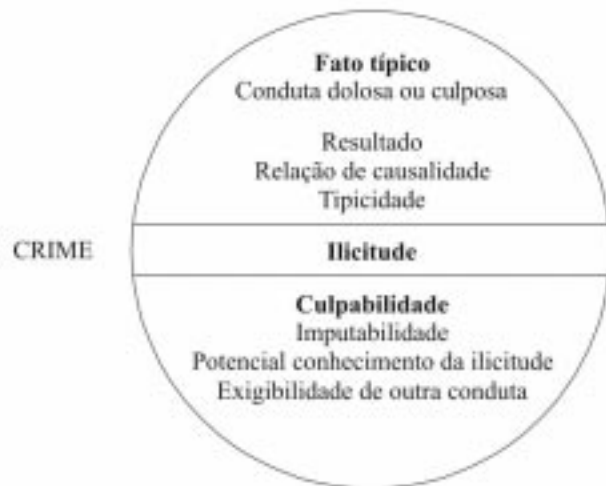 Fato típico
Conduta dolosa ou culposa
Resultado
Relação de causalidade
Tipicidade
CRIME
Ilicitude
Culpabilidade
Imputabilidade
Potencial conhecimento da ilicitude
Exigibilidade de outra conduta